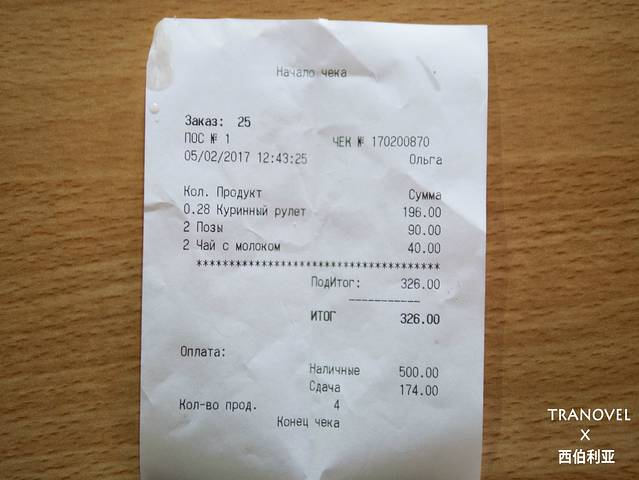 Начало чека
Заказ: 25
ПОС № 1 ЧЕК № 170200870
05/02/2017 12:43:25 Ольга
Кол. Продукт Сумма
0.28 Куринный рулет 196.00
2 Позы 90.00
2 Чай с молоком 40.00
****************************************
ПодИтог: 326.00
-----------
ИТОГ 326.00
Оплата:
Наличные 500.00
Сдача 174.00
Кол-во прод. 4
Конец чека
TRANOVEL
X
西伯利亚